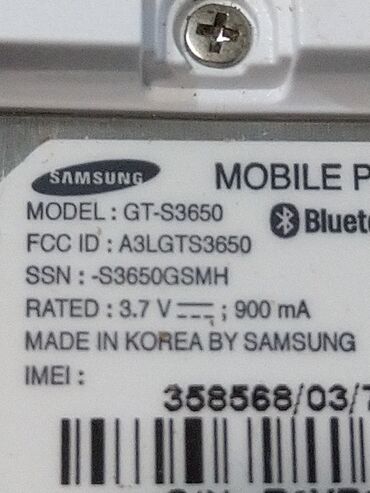 SAMSUNG
MOBILE P
MODEL : GT-S3650
Bluet
FCC ID : A3LGTS3650
SSN : -S3650GSMH
RATED : 3.7 V ; 900 mA
MADE IN KOREA BY SAMSUNG
IMEI :
358568/03/7